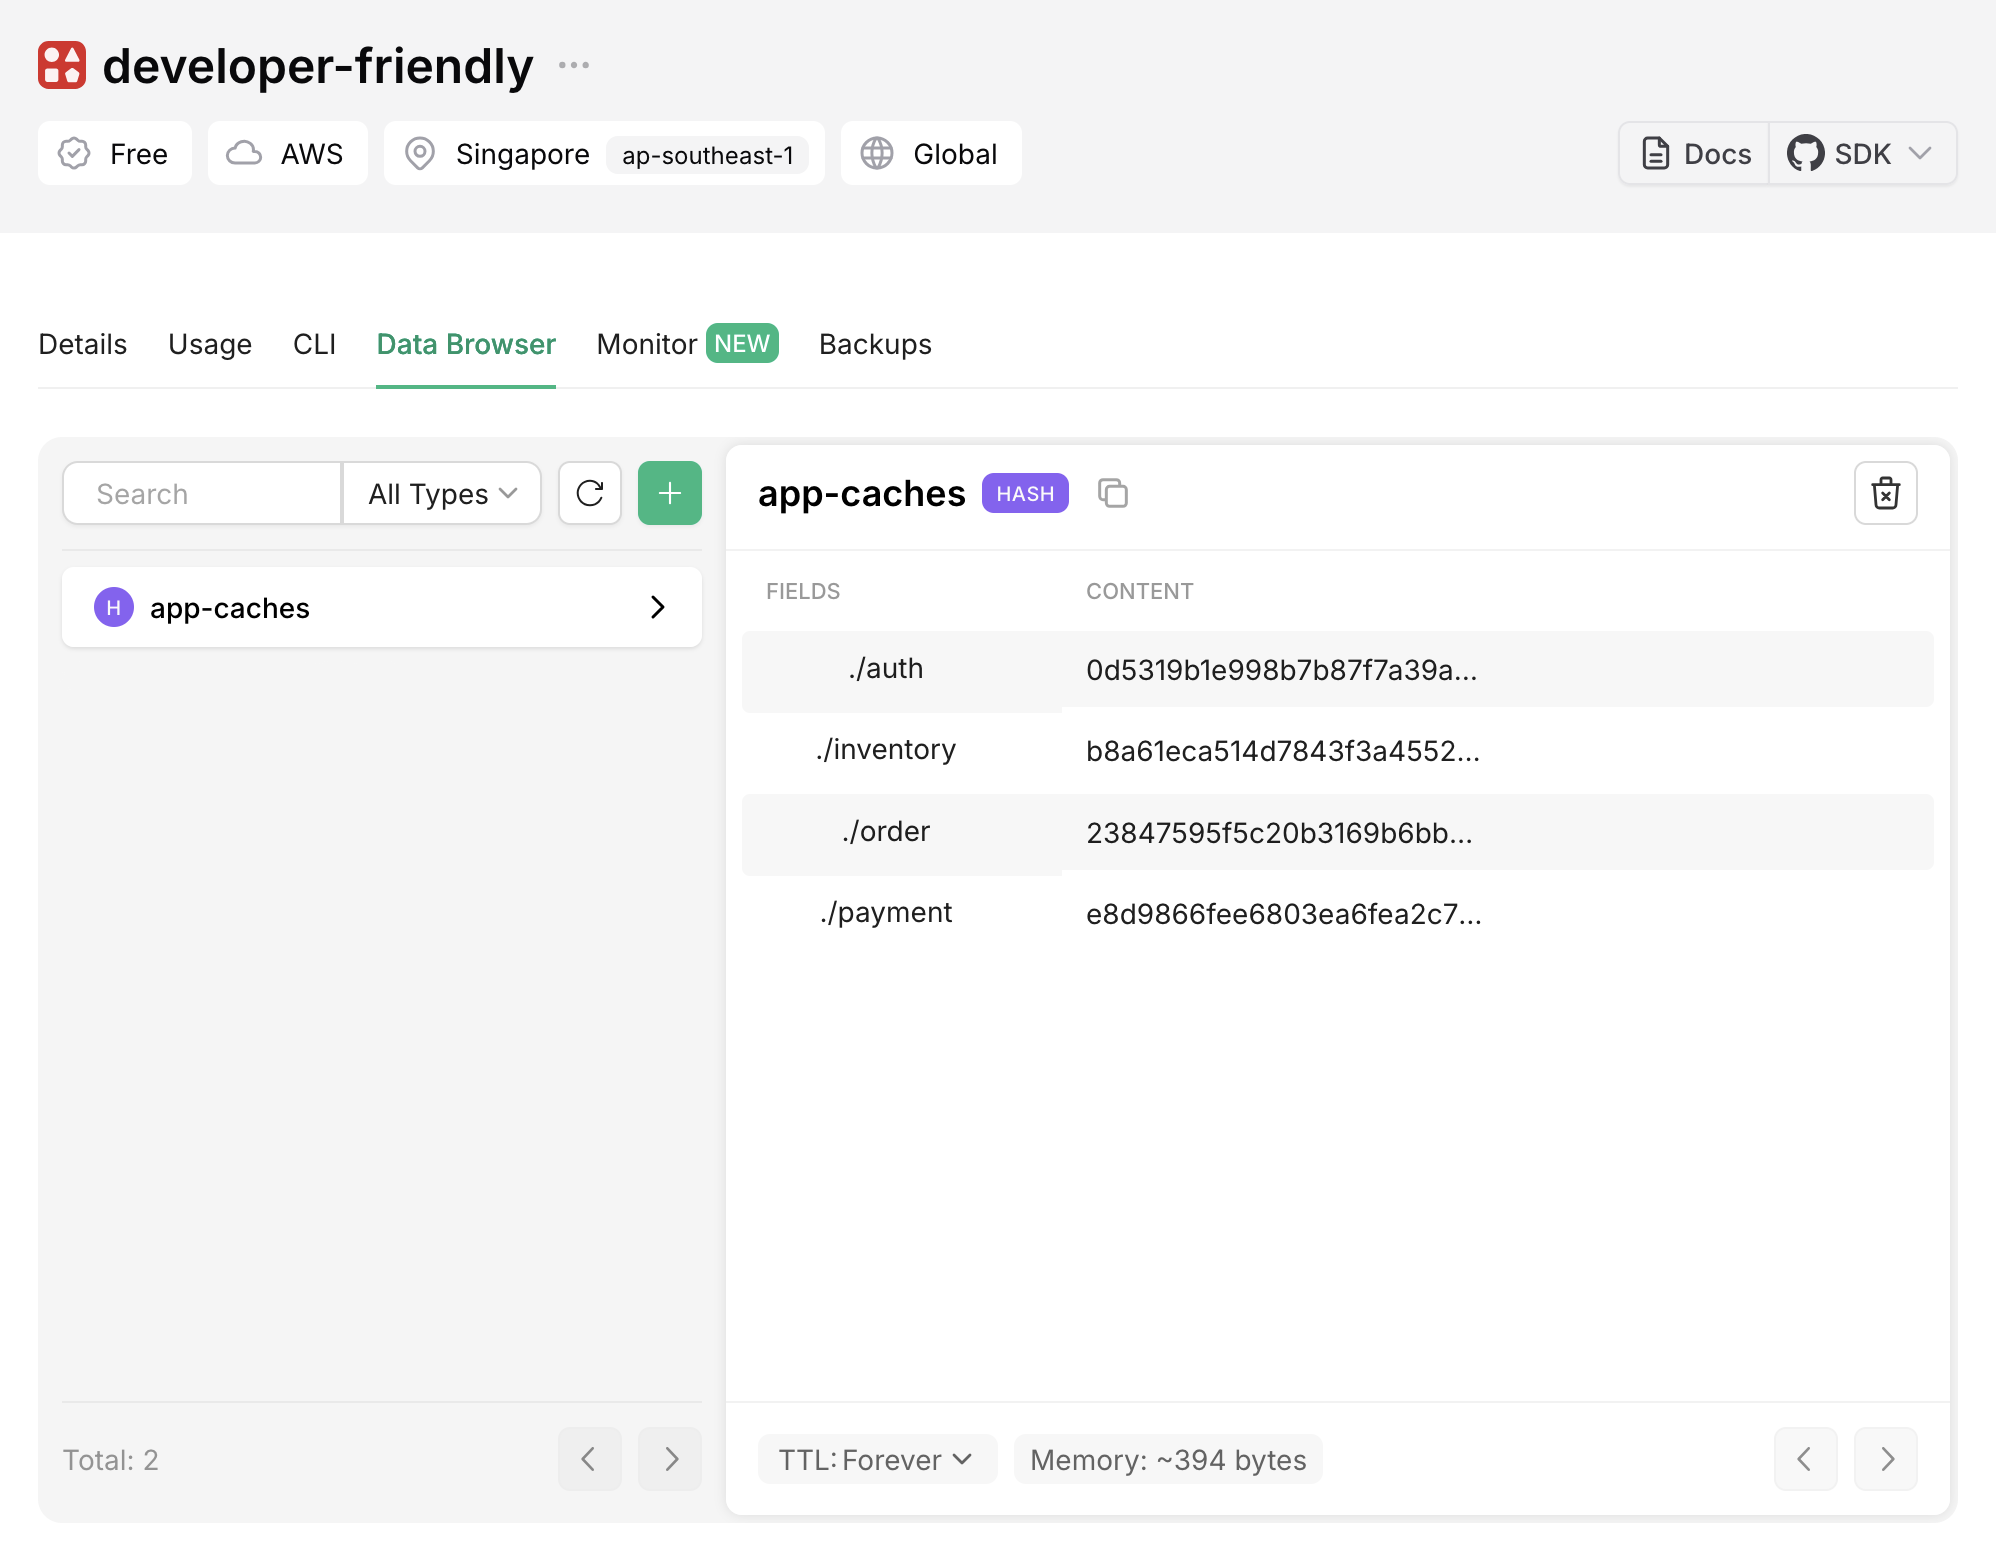 developer-friendly ...
Free AWS Singapore ap-southeast-1 Global Docs SDK
Details Usage CLI Data Browser Monitor NEW Backups
Search All Types
app-caches HASH
H app-caches
FIELDS CONTENT
./auth 0d5319b1e998b7b87f7a39a...
./inventory b8a61eca514d7843f3a4552...
./order 23847595f5c20b3169b6bb...
./payment e8d9866fee6803ea6fea2c7...
Total: 2
TTL: Forever Memory: ~394 bytes